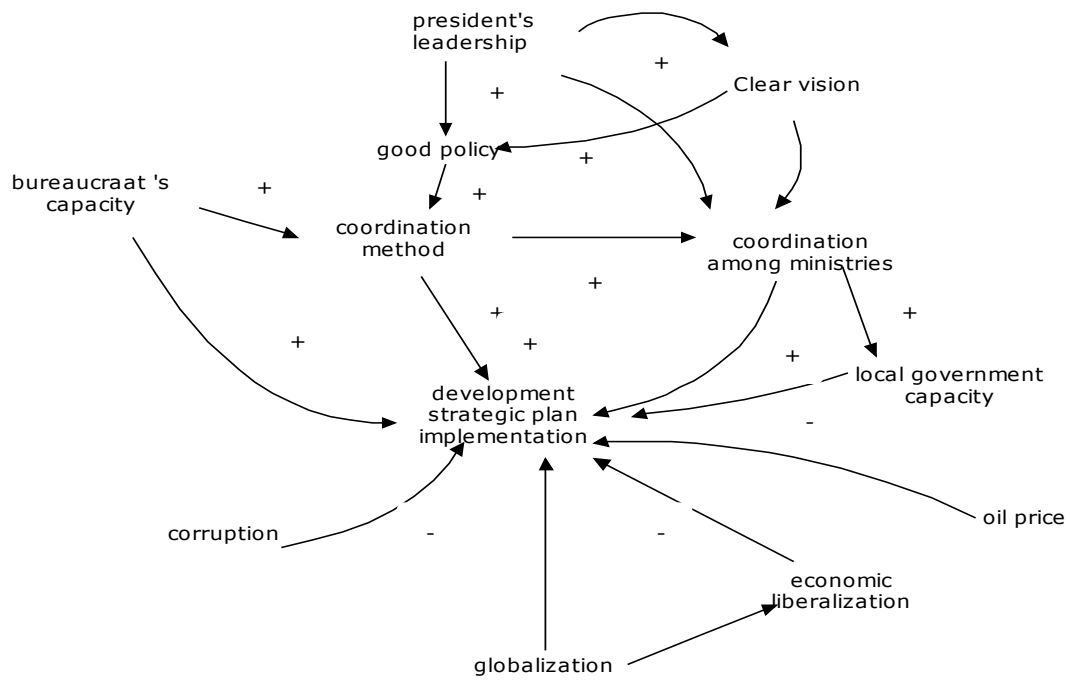 president's
leadership
+
Clear vision
+
good policy
+
bureaucraat 's
capacity
+
+
coordination
method
coordination
among ministries
+
+
+
+
+
+
local government
capacity
development
strategic plan
implementation
-
oil price
corruption
-
-
economic
liberalization
globalization